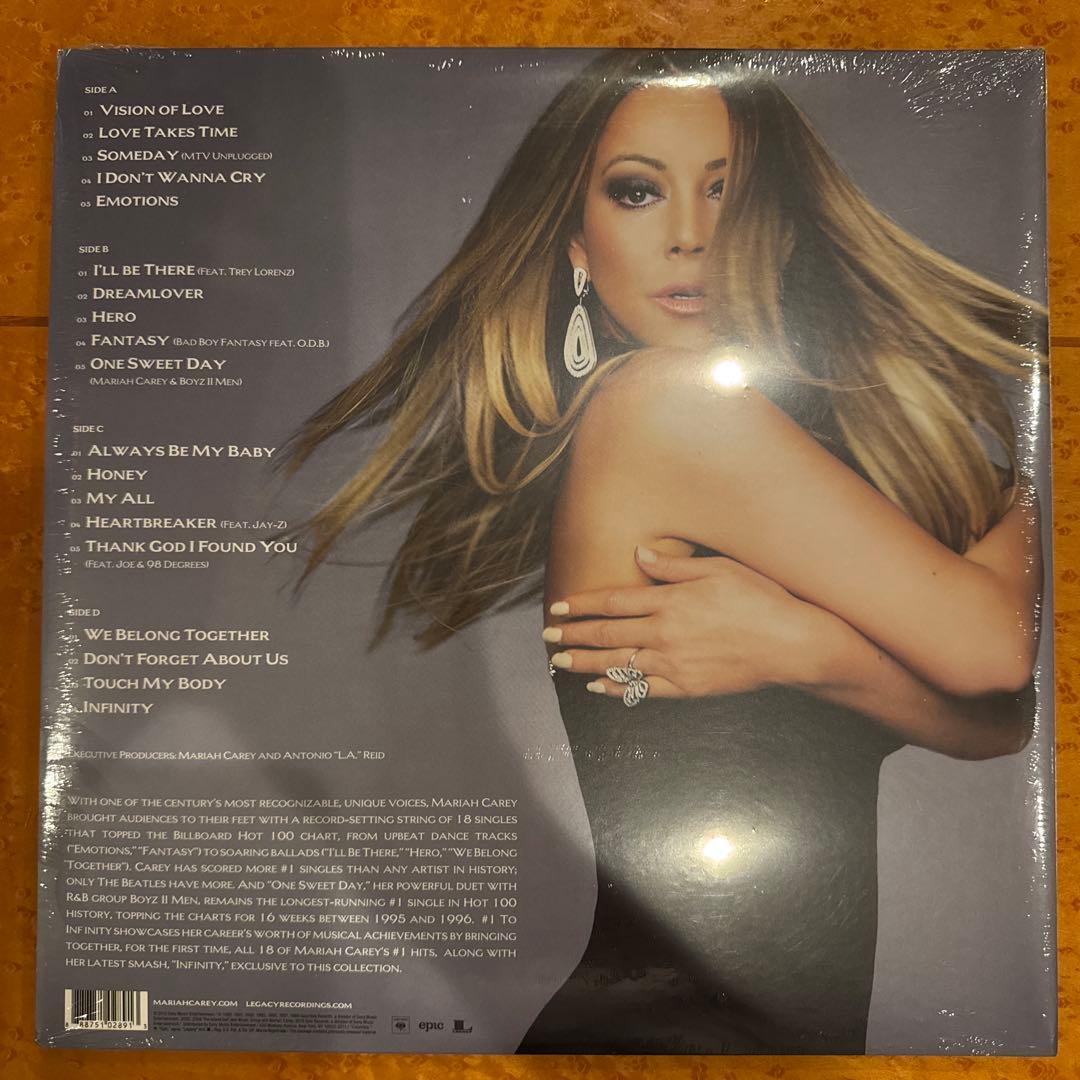 SIDE A
01 VISION OF LOVE
02 LOVE TAKES TIME
03 SOMEDAY (MTV UNPLUGGED)
04 I DON'T WANNA CRY
05 EMOTIONS
SIDE B
01 I'LL BE THERE (FEAT. TREY LORENZ)
02 DREAMLOVER
03 HERO
04 FANTASY (BAD BOY FANTASY FEAT. O.D.B.)
05 ONE SWEET DAY
(MARIAH CAREY & BOYZ II MEN)
SIDE C
01 ALWAYS BE MY BABY
02 HONEY
03 MY ALL
04 HEARTBREAKER (FEAT. JAY-Z)
05 THANK GOD I FOUND YOU
(FEAT. JOE & 98 DEGREES)
SIDE D
WE BELONG TOGETHER
02 DON'T FORGET ABOUT US
TOUCH MY BODY
INFINITY
EXECUTIVE PRODUCERS: MARIAH CAREY AND ANTONIO "L.A." REID
WITH ONE OF THE CENTURY'S MOST RECOGNIZABLE, UNIQUE VOICES, MARIAH CAREY
BROUGHT AUDIENCES TO THEIR FEET WITH A RECORD-SETTING STRING OF 18 SINGLES
THAT TOPPED THE BILLBOARD HOT 100 CHART, FROM UPBEAT DANCE TRACKS
("EMOTIONS," "FANTASY") TO SOARING BALLADS ("I'LL BE THERE," "HERO," "WE BELONG
TOGETHER"). CAREY HAS SCORED MORE #1 SINGLES THAN ANY ARTIST IN HISTORY;
ONLY THE BEATLES HAVE MORE. AND "ONE SWEET DAY," HER POWERFUL DUET WITH
R&B GROUP BOYZ II MEN, REMAINS THE LONGEST-RUNNING #1 SINGLE IN HOT 100
HISTORY, TOPPING THE CHARTS FOR 16 WEEKS BETWEEN 1995 AND 1996. #1 TO
INFINITY SHOWCASES HER CAREER'S WORTH OF MUSICAL ACHIEVEMENTS BY BRINGING
TOGETHER, FOR THE FIRST TIME, ALL 18 OF MARIAH CAREY'S #1 HITS, ALONG WITH
HER LATEST SMASH, "INFINITY," EXCLUSIVE TO THIS COLLECTION.
MARIAHCAREY.COM LEGACYRECORDINGS.COM
8 88751 02891 3
epic